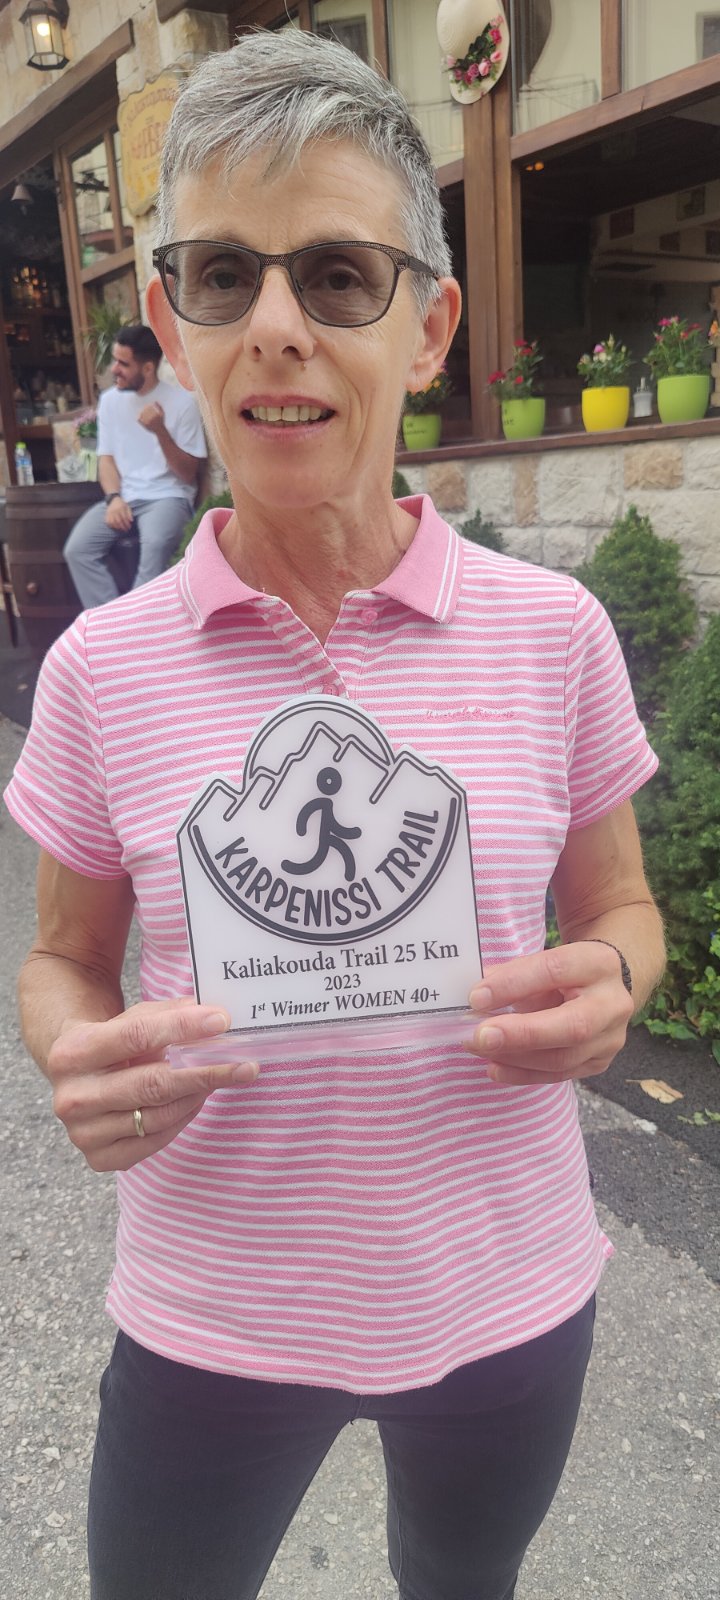 KARPENISSI TRAIL
Kaliakouda Trail 25 Km
2023
1st Winner WOMEN 40+